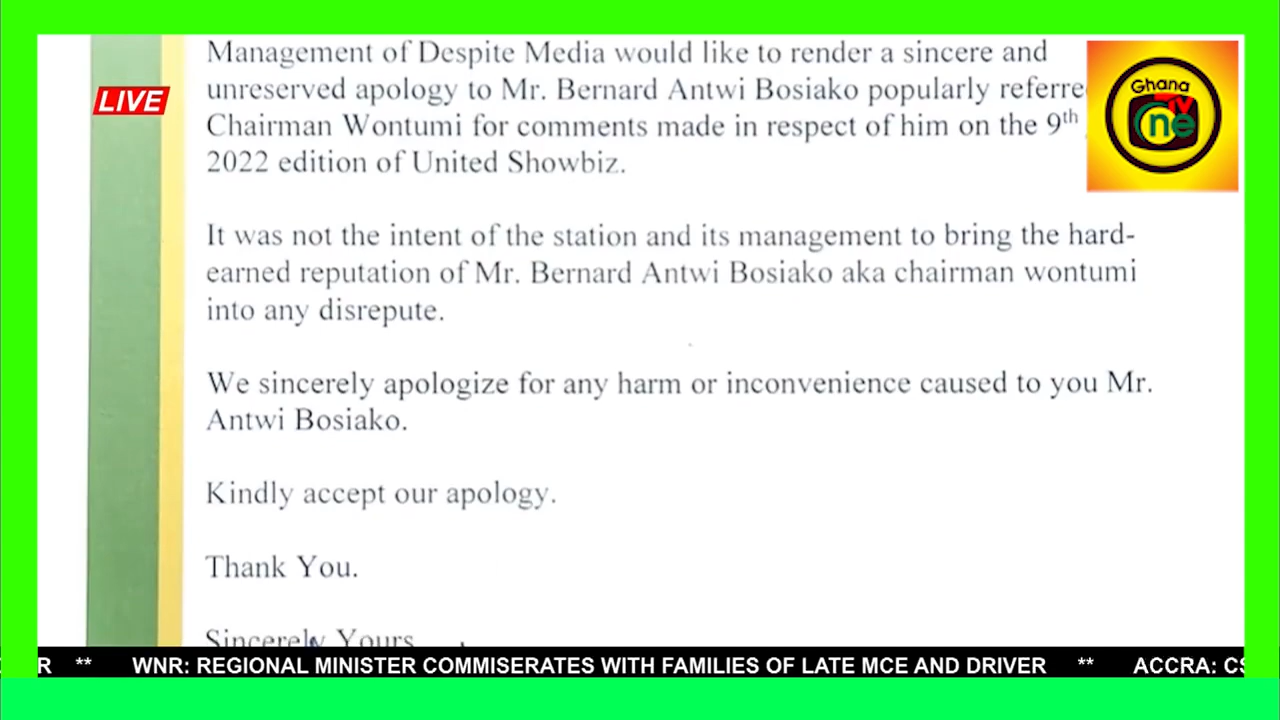 Management of Despite Media would like to render a sincere and
unreserved apology to Mr. Bernard Antwi Bosiako popularly
Chairman Wontumi for comments made in respect of him on the 9th
2022 edition of United Showbiz.
It was not the intent of the station and its management to bring the hard-
earned reputation of Mr. Bernard Antwi Bosiako aka chairman wontumi
into any disrepute.
We sincerely apologize for any harm or inconvenience caused to you Mr.
Antwi Bosiako.
Kindly accept our apology.
Thank You.
Sincerely Yours
LIVE
Ghana
TV
One
R ** WNR: REGIONAL MINISTER COMMISERATES WITH FAMILIES OF LATE MCE AND DRIVER ** ACCRA: